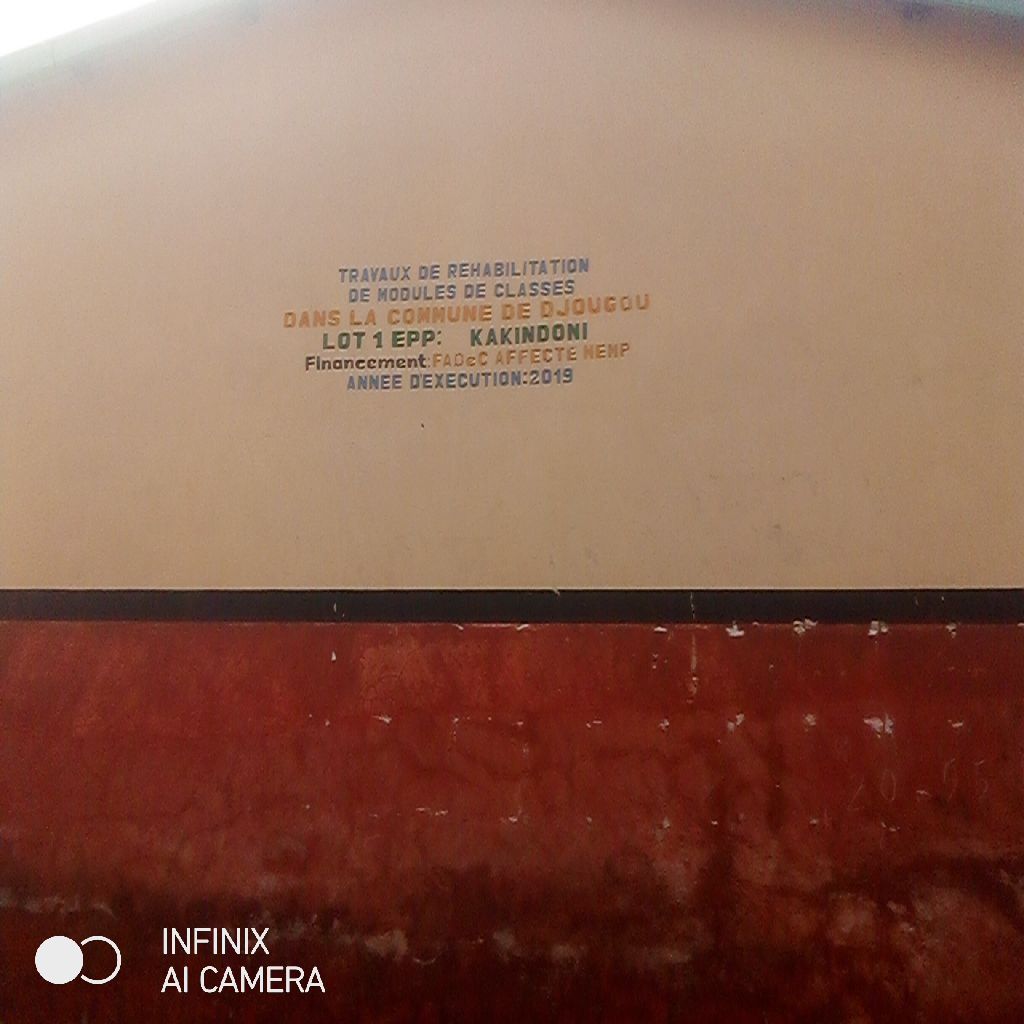 TRAVAUX DE REHABILITATION
DE MODULES DE CLASSES
DANS LA COMMUNE DE DJOUGOU
LOT 1 EPP: KAKINDONI
Financement:FADeC AFFECTE MEMP
ANNEE D'EXECUTION:2019
INFINIX
AI CAMERA